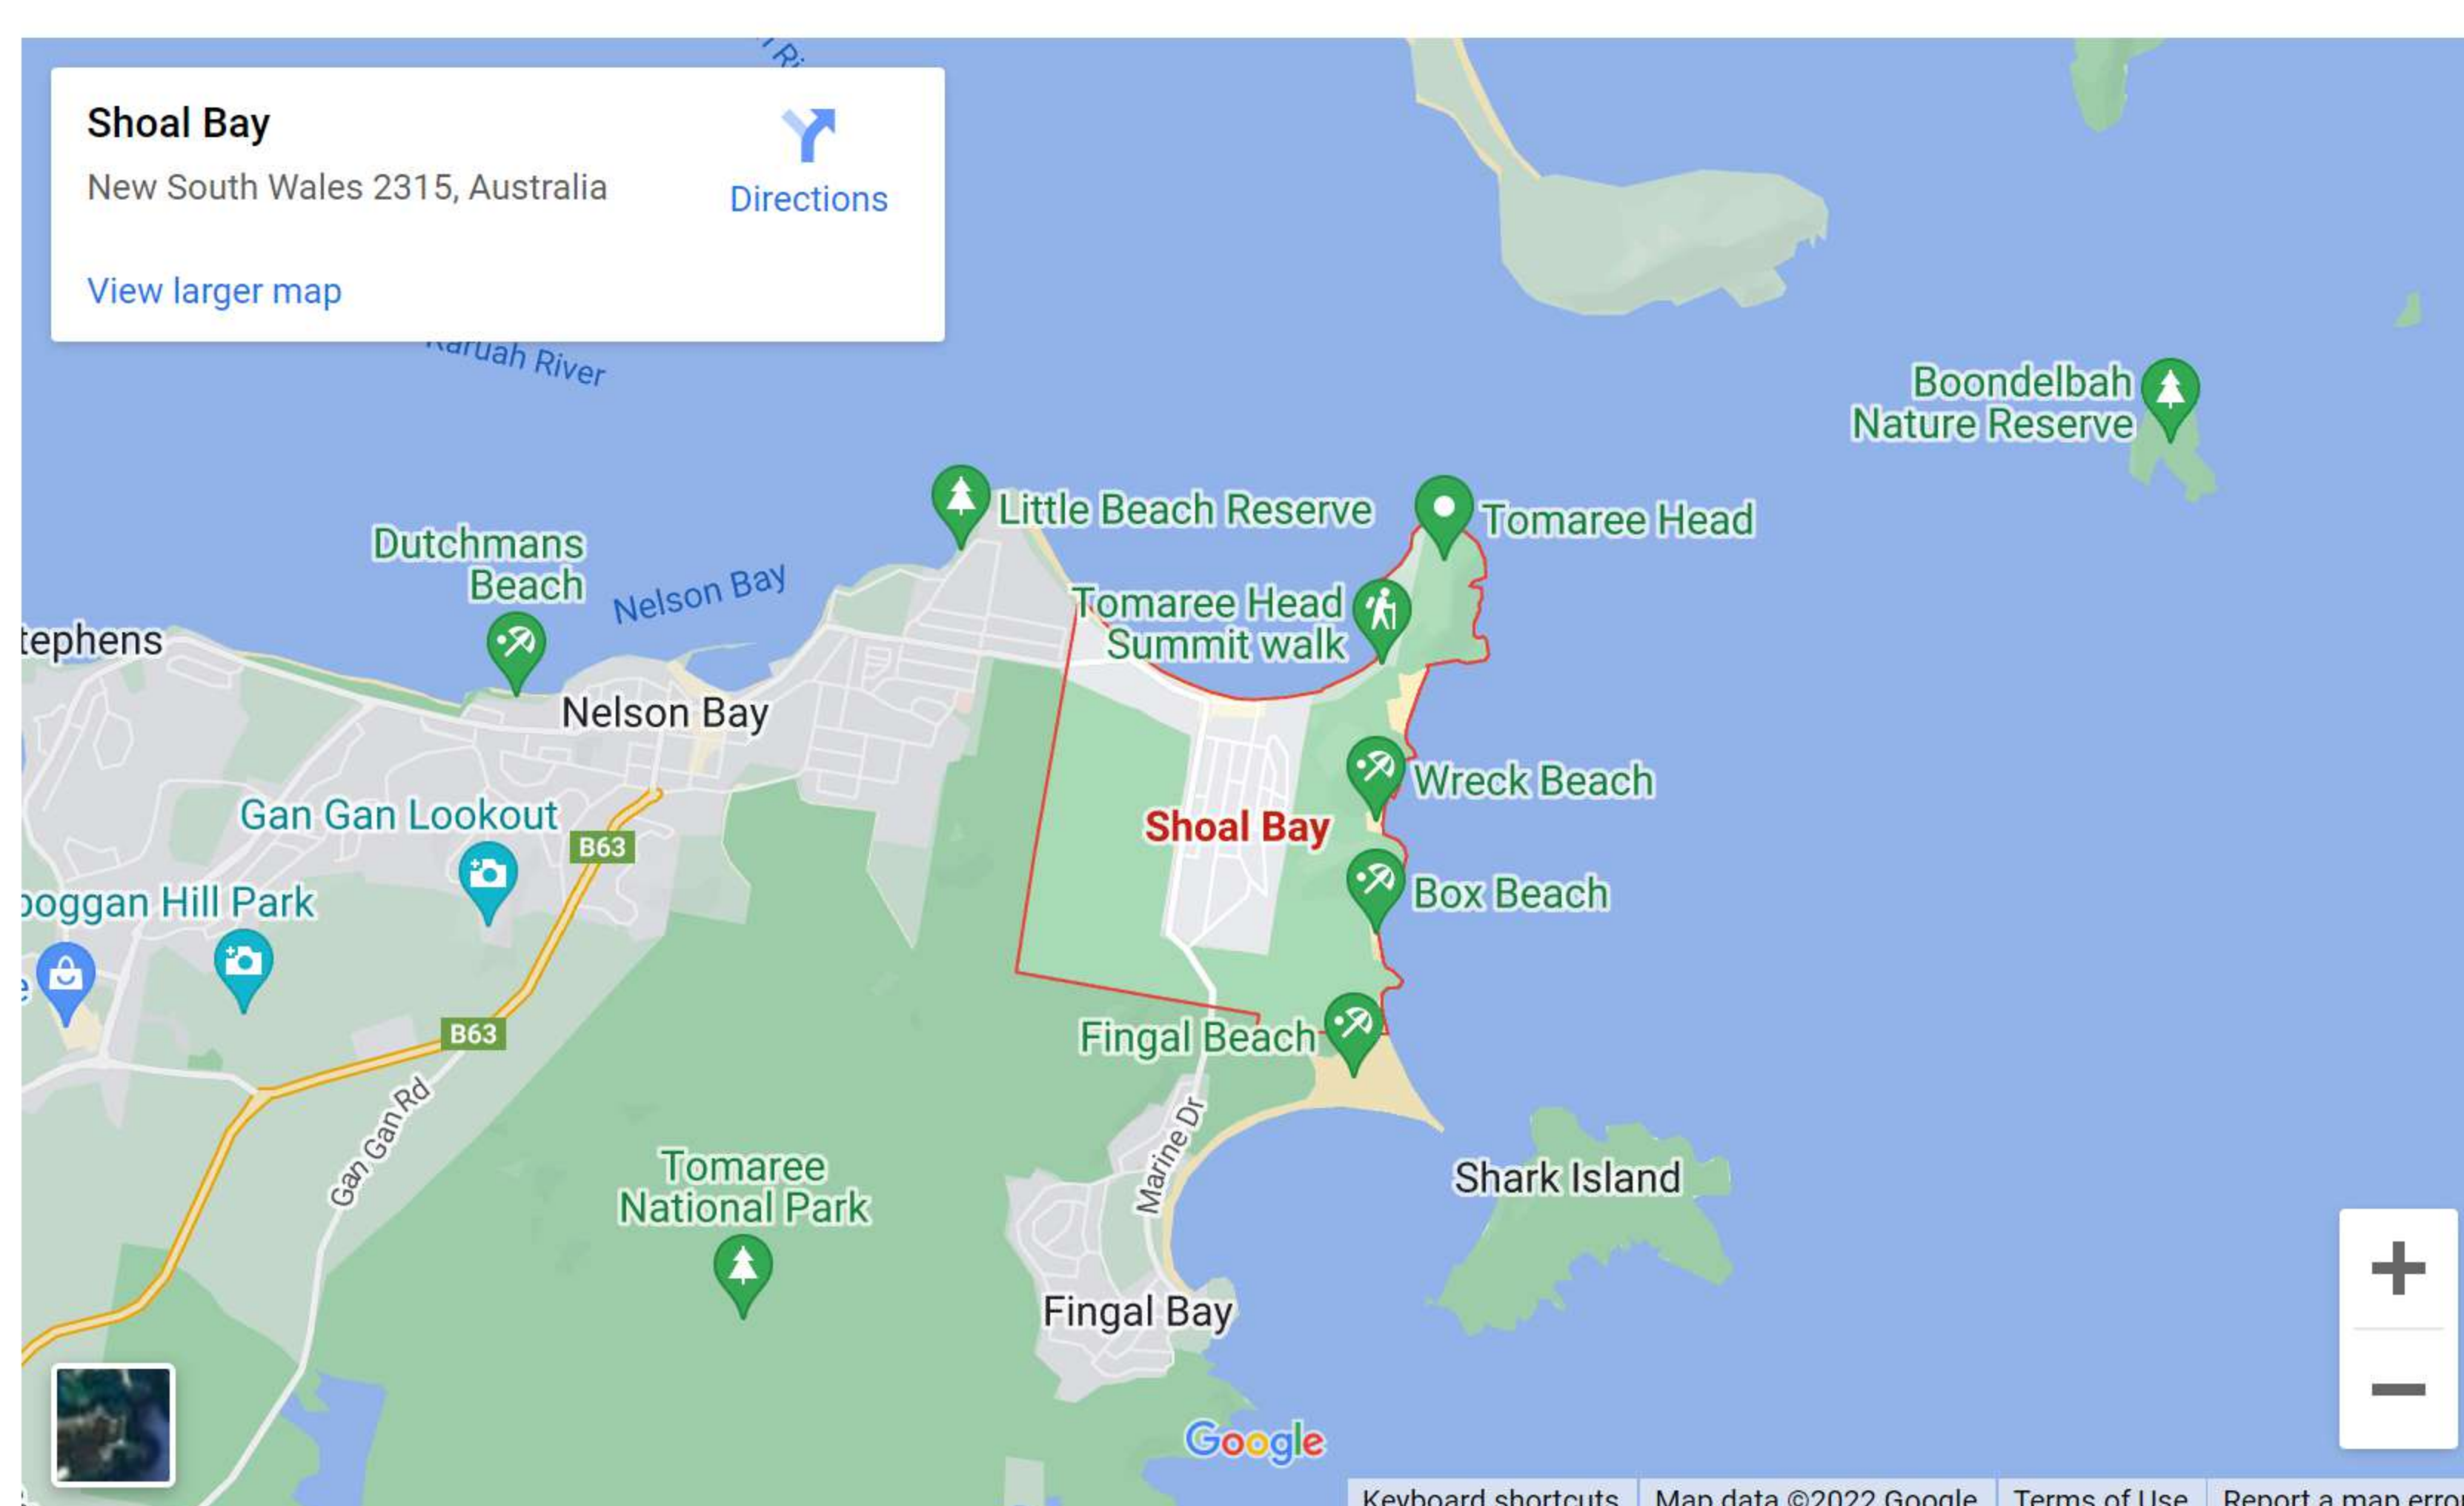 Shoal Bay
New South Wales 2315, Australia
Directions
View larger map
Karuah River
Boondelbah
Nature Reserve
Little Beach Reserve
Tomaree Head
Dutchmans
Beach
Nelson Bay
Tomaree Head
Summit walk
tephens
Nelson Bay
Wreck Beach
Gan Gan Lookout
B63
Shoal Bay
Box Beach
oggan Hill Park
B63
Fingal Beach
Gan Gan Rd
Marine Dr
Tomaree
National Park
Shark Island
Fingal Bay
Google
Keyboard shortcuts
Map data ©2022 Google
Terms of Use
Report a map erro